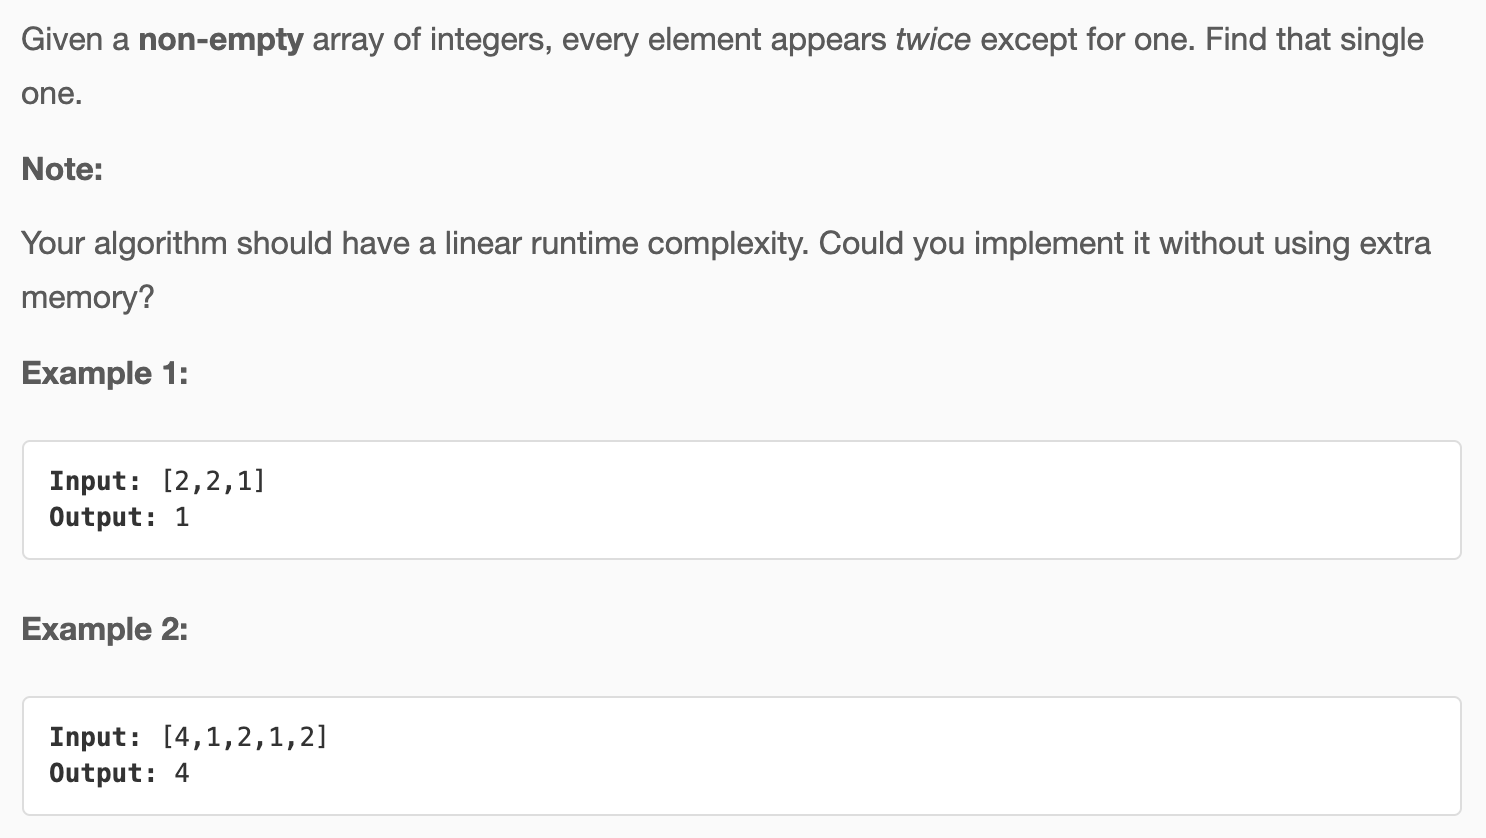 Given a non-empty array of integers, every element appears twice except for one. Find that single
one.
Note:
Your algorithm should have a linear runtime complexity. Could you implement it without using extra
memory?
Example 1:
Input: [2,2,1]
Output: 1
Example 2:
Input: [4,1,2,1,2]
Output: 4